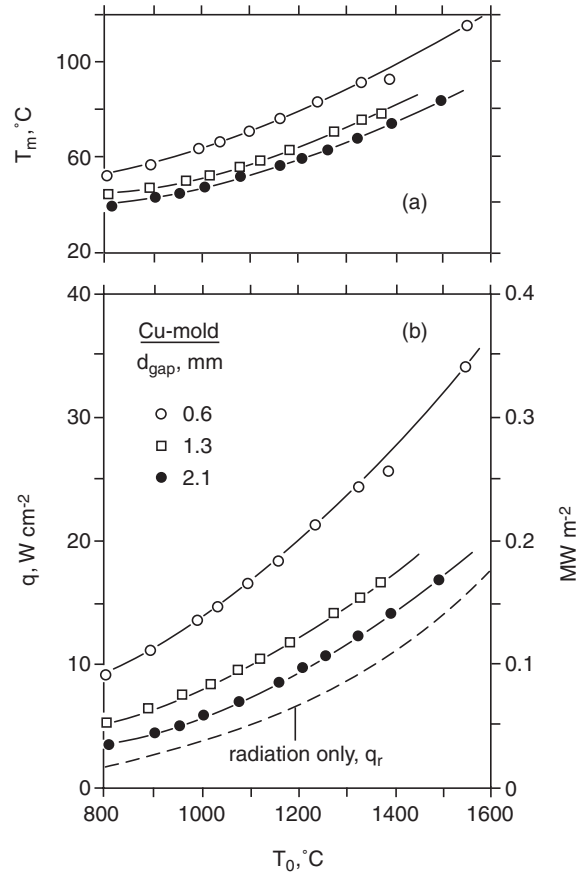 100
60
20
T_m, °C
(a)
40
0.4
Cu-mold
(b)
d_gap, mm
0.6
1.3
2.1
30
0.3
20
0.2
q, W cm⁻²
MW m⁻²
10
0.1
radiation only, q_r
0
0
800
1000
1200
1400
1600
T_0, °C